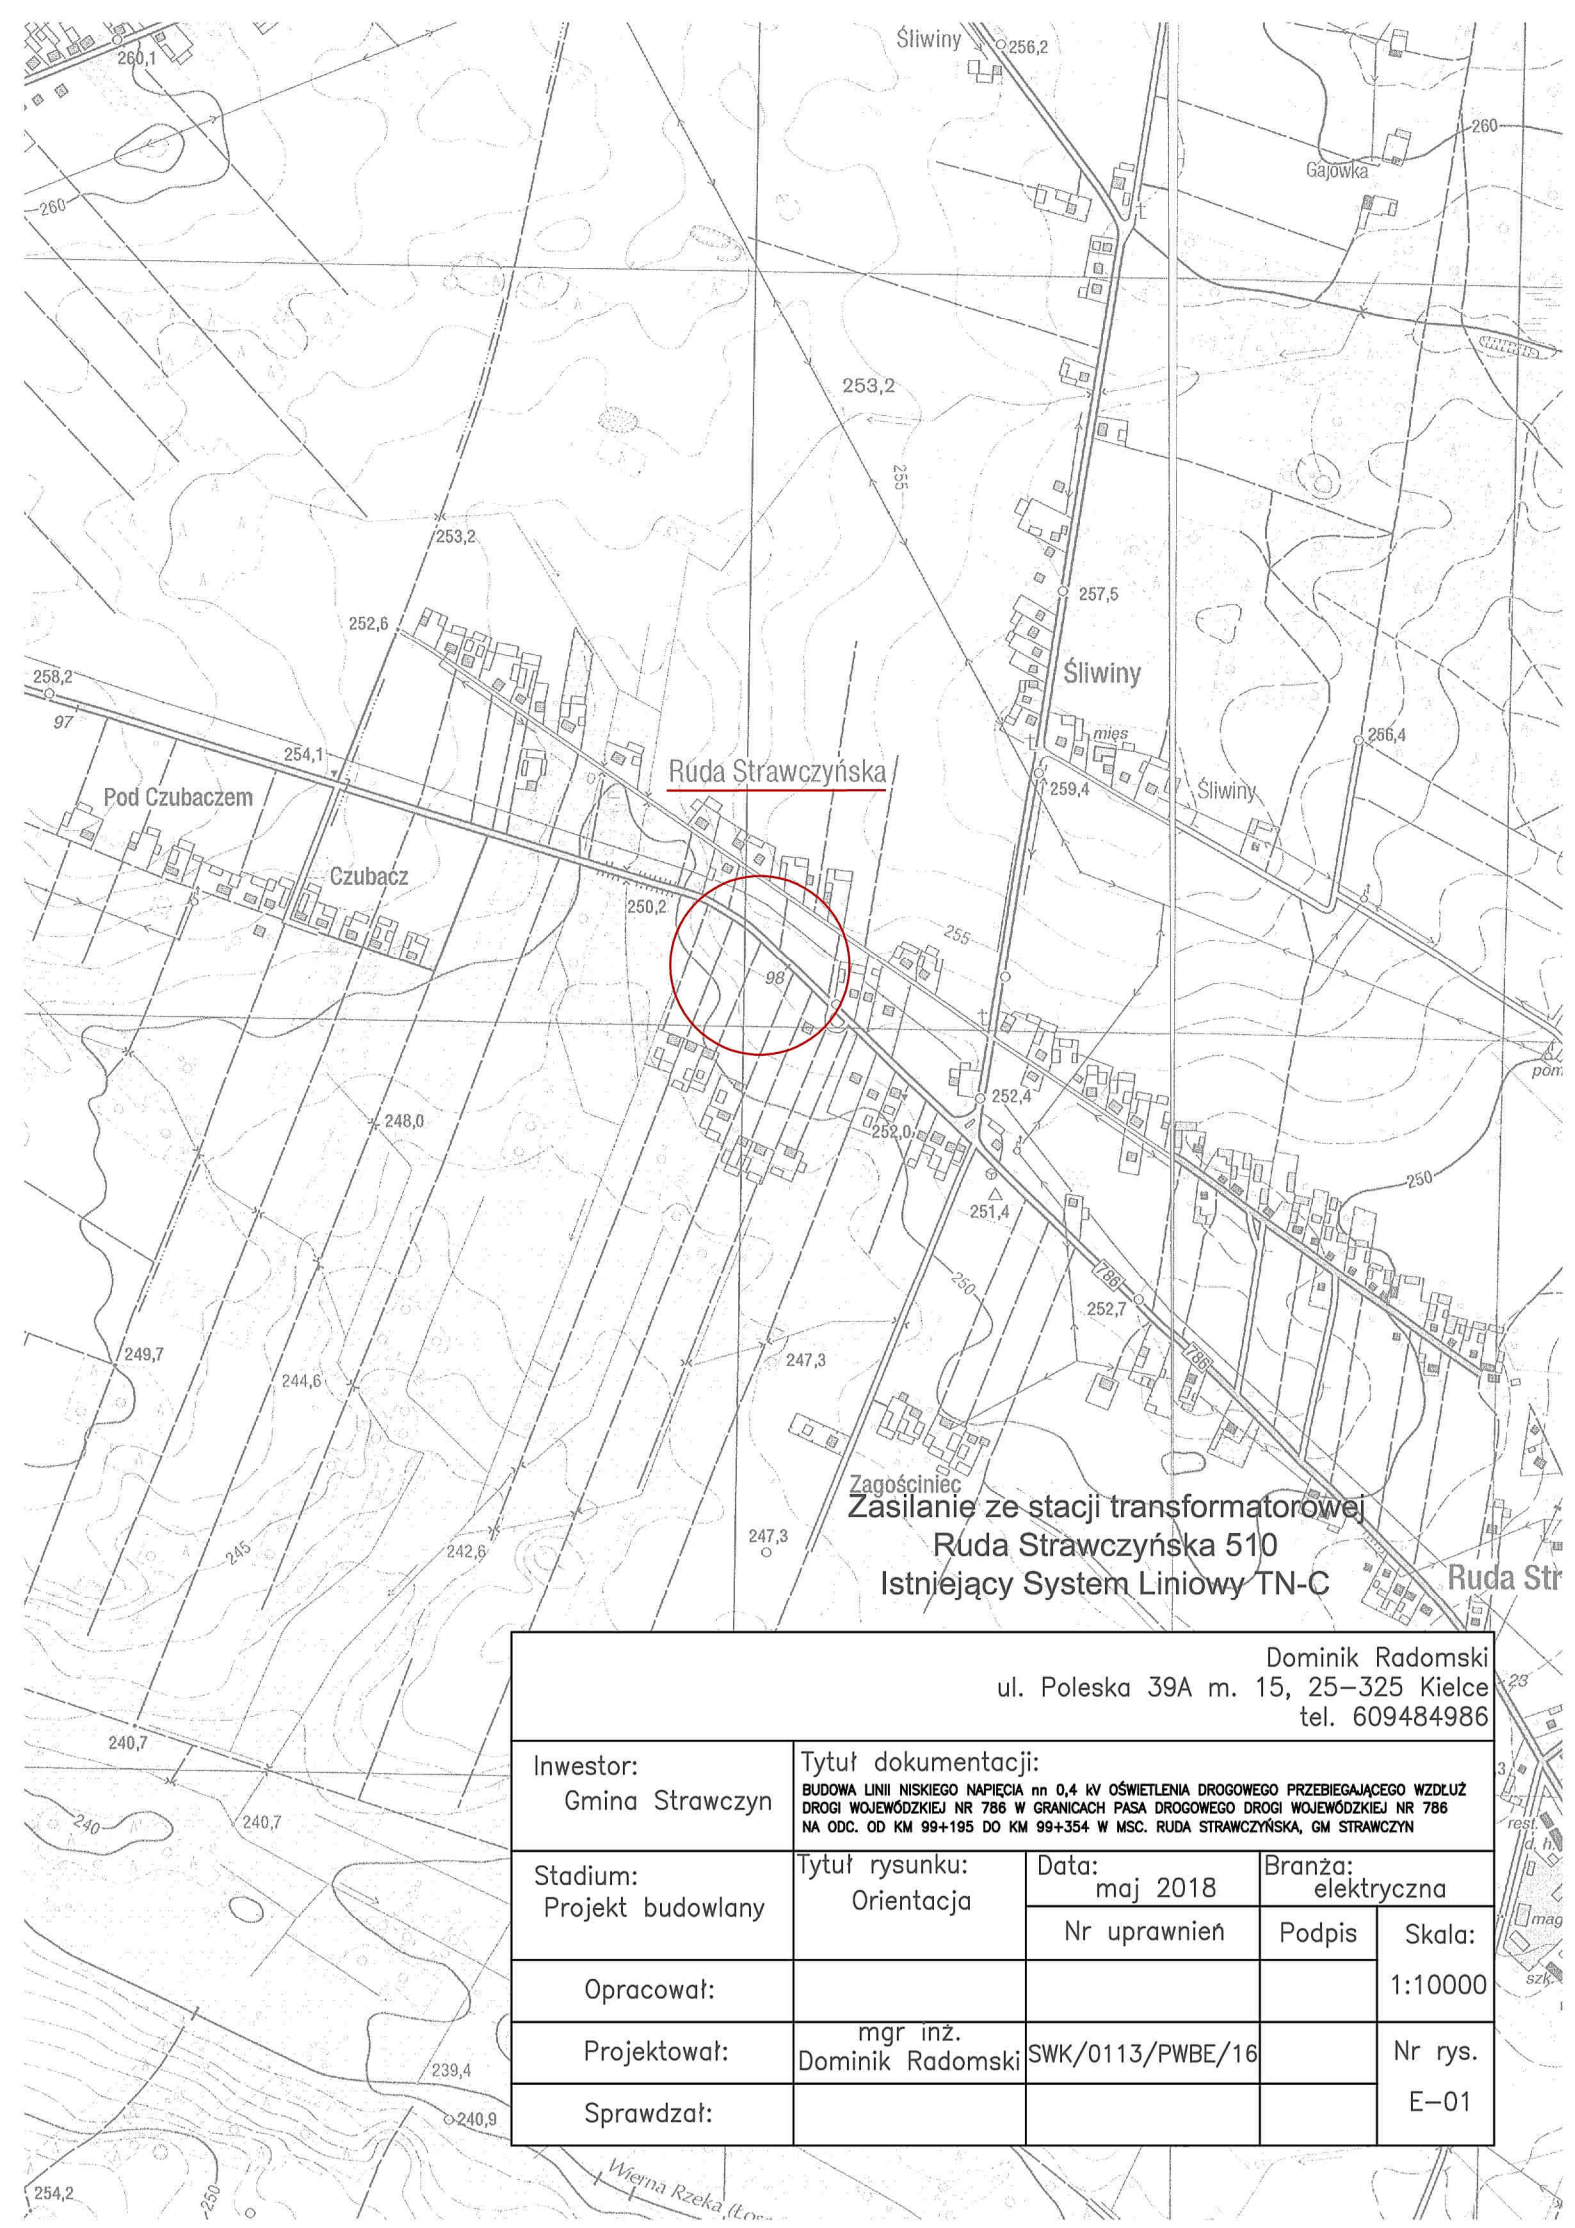 Śliwiny
256,2
260,1
260
Gajówka
260
253,2
255
253,2
257,5
252,6
Śliwiny
258,2
97
mięs
256,4
254,1
Ruda Strawczyńska
259,4
Śliwiny
Pod Czubaczem
Czubacz
250,2
255
98
pom
252,4
248,0
252,0
250
251,4
250
786
252,7
249,7
247,3
786
244,6
Zagościniec
Zasilanie ze stacji transformatorowej
Ruda Strawczyńska 510
Istniejący System Liniowy TN-C
247,3
245
242,6
Ruda Str
Dominik Radomski
ul. Poleska 39A m. 15, 25-325 Kielce
tel. 609484986
23
240,7
Inwestor:
Gmina Strawczyn
Tytuł dokumentacji:
BUDOWA LINII NISKIEGO NAPIĘCIA nn 0,4 kV OŚWIETLENIA DROGOWEGO PRZEBIEGAJĄCEGO WZDŁUŻ
DROGI WOJEWÓDZKIEJ NR 786 W GRANICACH PASA DROGOWEGO DROGI WOJEWÓDZKIEJ NR 786
NA ODC. OD KM 99+195 DO KM 99+354 W MSC. RUDA STRAWCZYŃSKA, GM STRAWCZYN
240
240,7
rest.
d. h.
Stadium:
Projekt budowlany
Tytuł rysunku:
Orientacja
Data:
maj 2018
Branża:
elektryczna
Nr uprawnień
Podpis
Skala:
1:10000
mag
szk.
Opracował:
Projektował:
mgr inż.
Dominik Radomski
SWK/0113/PWBE/16
Nr rys.
E-01
Sprawdzał:
239,4
240,9
Wierna Rzeka
254,2
250